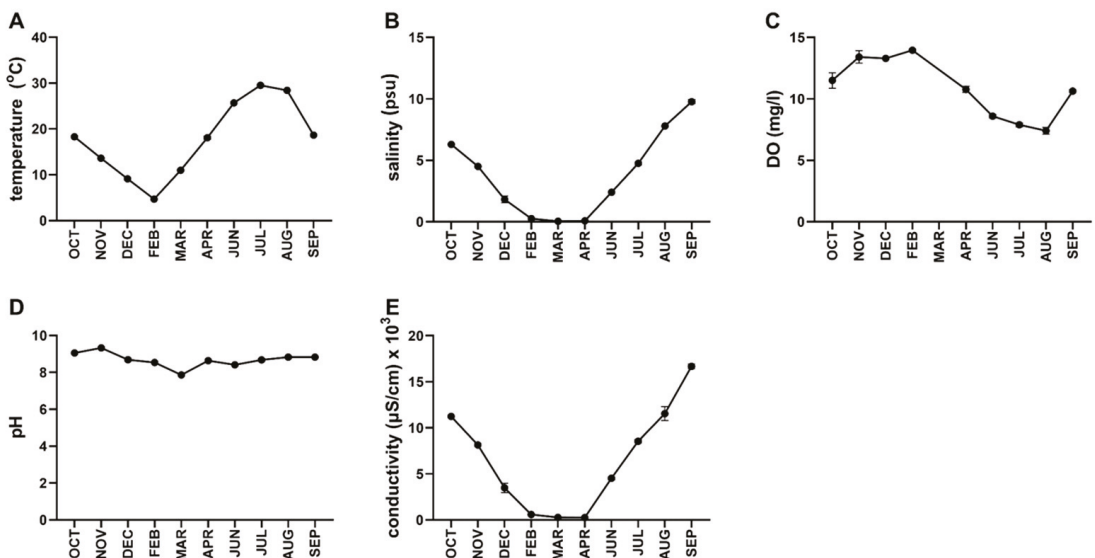 A
temperature (°C)
40
30
20
10
0
OCT
NOV
DEC
FEB
MAR
APR
JUN
JUL
AUG
SEP
B
salinity (psu)
15
10
5
0
OCT
NOV
DEC
FEB
MAR
APR
JUN
JUL
AUG
SEP
C
DO (mg/l)
15
10
5
0
OCT
NOV
DEC
FEB
MAR
APR
JUN
JUL
AUG
SEP
D
pH
10
8
6
4
2
0
OCT
NOV
DEC
FEB
MAR
APR
JUN
JUL
AUG
SEP
E
conductivity (µS/cm) x 10³
20
15
10
5
0
OCT
NOV
DEC
FEB
MAR
APR
JUN
JUL
AUG
SEP